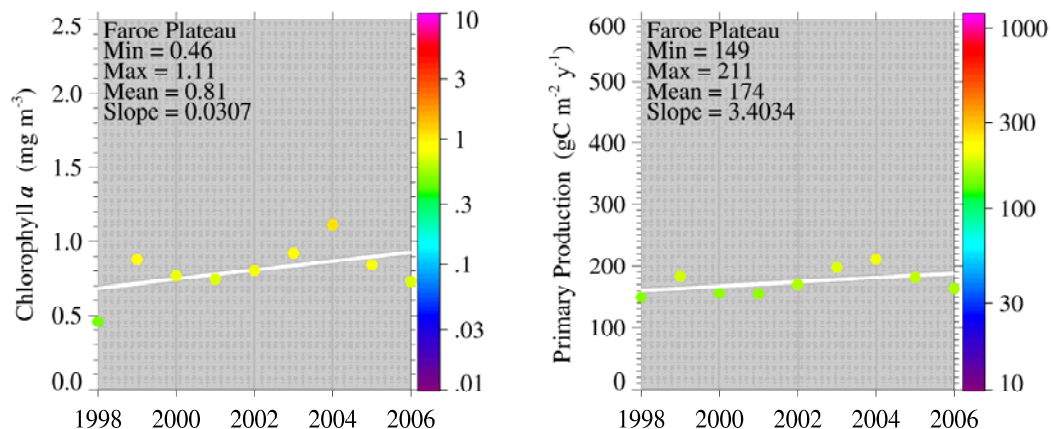 2.5
2.0
1.5
1.0
0.5
0.0
Chlorophyll a (mg m-3)
Faroe Plateau
Min = 0.46
Max = 1.11
Mean = 0.81
Slope = 0.0307
1998 2000 2002 2004 2006
10
3
1
.3
.1
.03
.01
600
500
400
300
200
100
0
Primary Production (gC m-2 y-1)
Faroe Plateau
Min = 149
Max = 211
Mean = 174
Slope = 3.4034
1998 2000 2002 2004 2006
1000
300
100
30
10